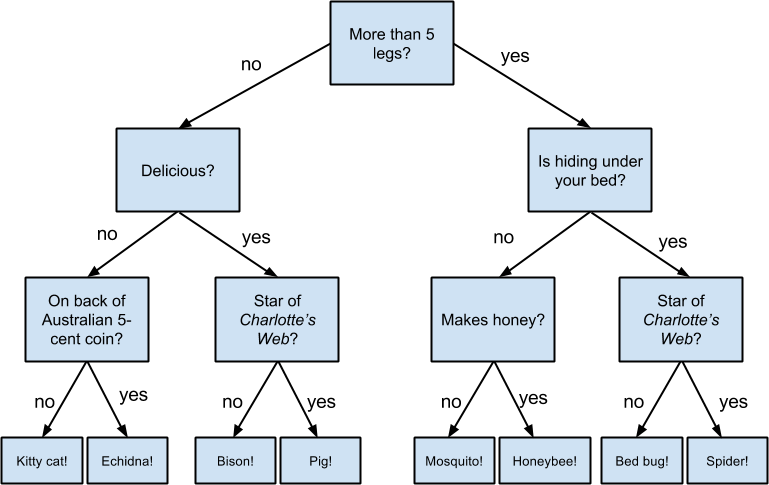 More than 5
legs?
no
yes
Delicious?
Is hiding under
your bed?
no
yes
no
yes
On back of
Australian 5-
cent coin?
Star of
Charlotte's
Web?
Makes honey?
Star of
Charlotte's
Web?
no
yes
no
yes
no
yes
no
yes
Kitty cat!
Echidna!
Bison!
Pig!
Mosquito!
Honeybee!
Bed bug!
Spider!